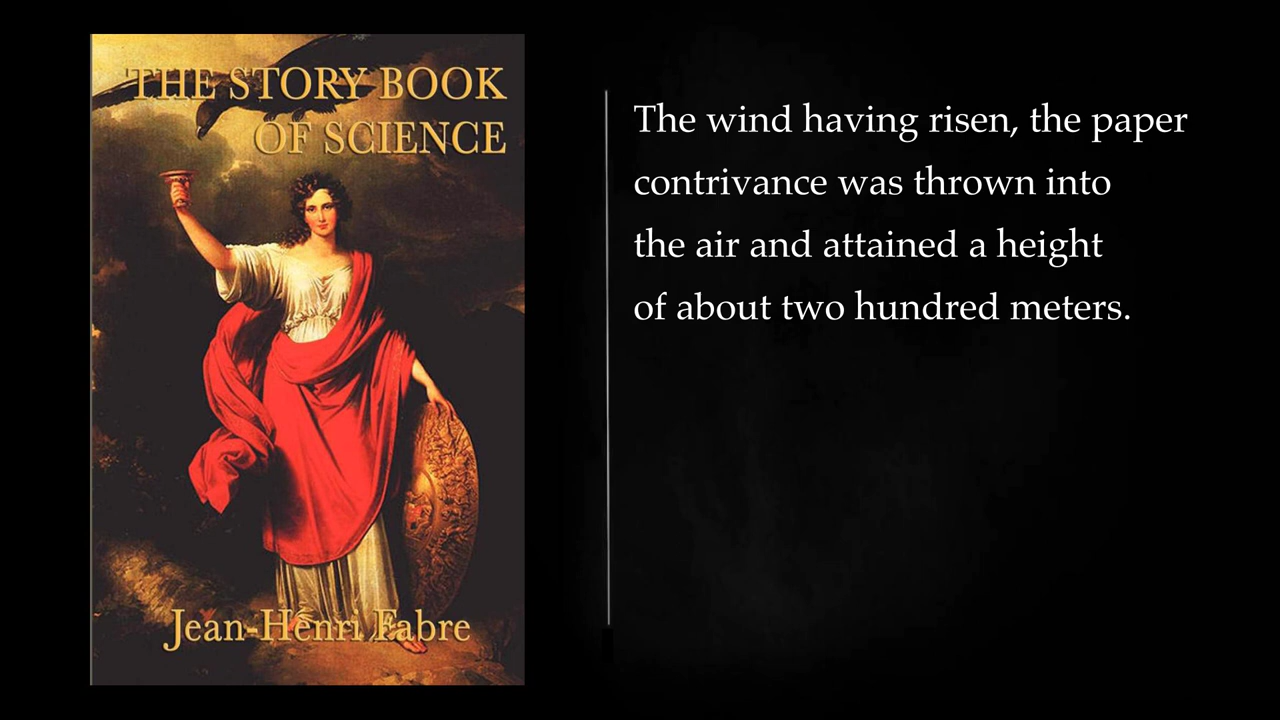 THE STORY BOOK
OF SCIENCE
Jean-Henri Fabre
The wind having risen, the paper
contrivance was thrown into
the air and attained a height
of about two hundred meters.